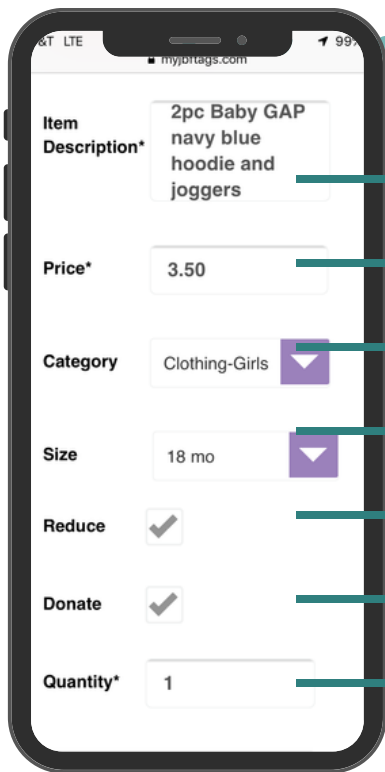 &T LTE 99%
myjbftags.com
Item Description*
2pc Baby GAP
navy blue
hoodie and
joggers
Price*
3.50
Category
Clothing-Girls
Size
18 mo
Reduce
Donate
Quantity*
1